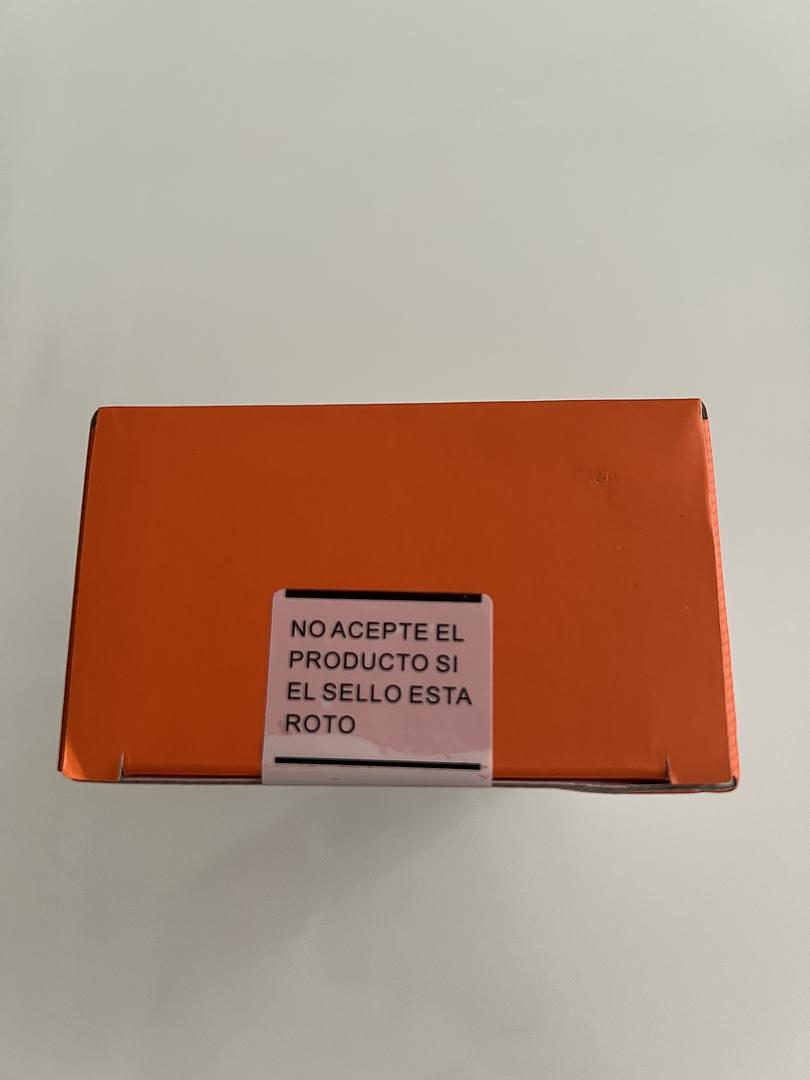 NO ACEPTE EL
PRODUCTO SI
EL SELLO ESTA
ROTO